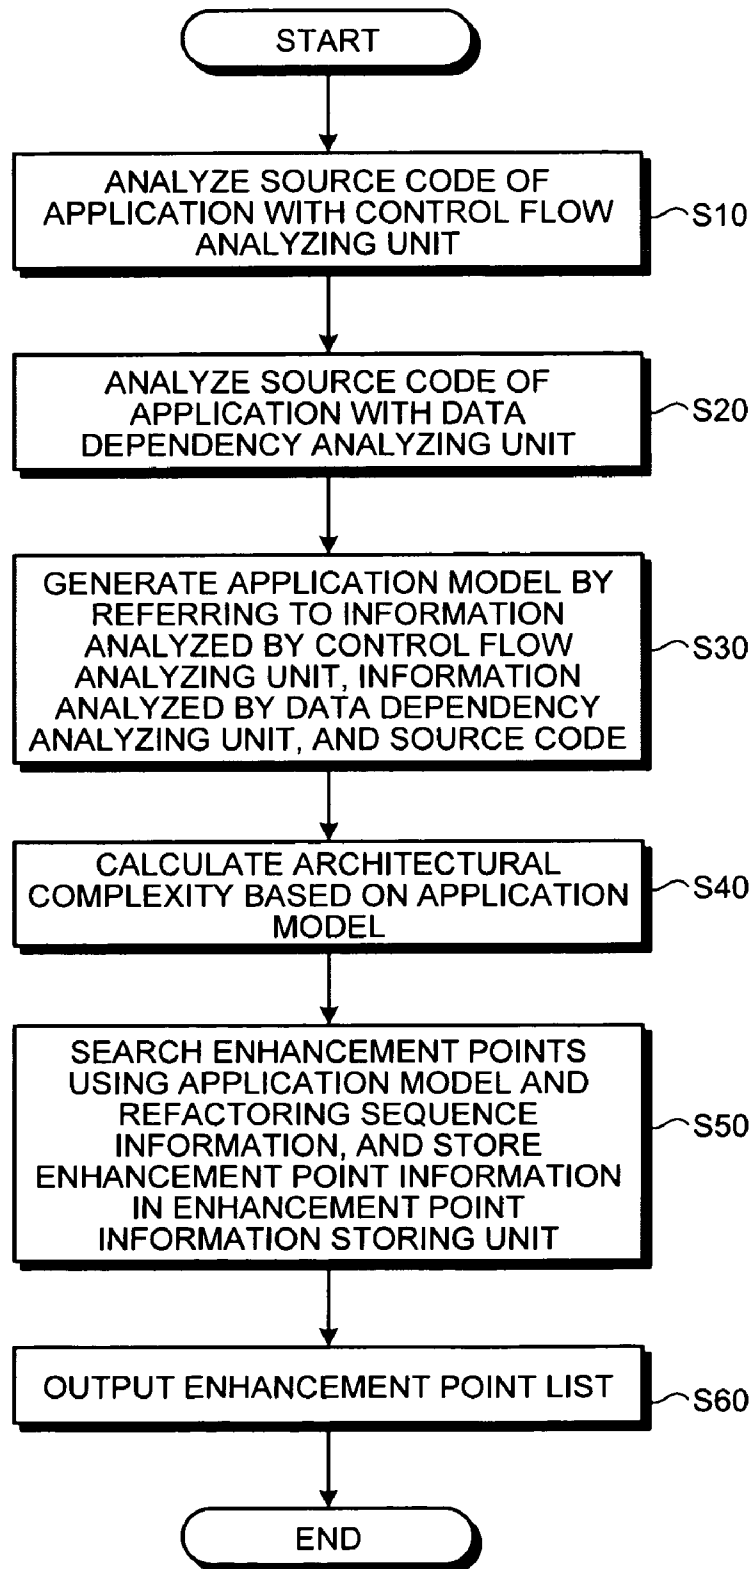 START
ANALYZE SOURCE CODE OF
APPLICATION WITH CONTROL FLOW
ANALYZING UNIT
S10
ANALYZE SOURCE CODE OF
APPLICATION WITH DATA
DEPENDENCY ANALYZING UNIT
S20
GENERATE APPLICATION MODEL BY
REFERRING TO INFORMATION
ANALYZED BY CONTROL FLOW
ANALYZING UNIT, INFORMATION
ANALYZED BY DATA DEPENDENCY
ANALYZING UNIT, AND SOURCE CODE
S30
CALCULATE ARCHITECTURAL
COMPLEXITY BASED ON APPLICATION
MODEL
S40
SEARCH ENHANCEMENT POINTS
USING APPLICATION MODEL AND
REFACTORING SEQUENCE
INFORMATION, AND STORE
ENHANCEMENT POINT INFORMATION
IN ENHANCEMENT POINT
INFORMATION STORING UNIT
S50
OUTPUT ENHANCEMENT POINT LIST
S60
END